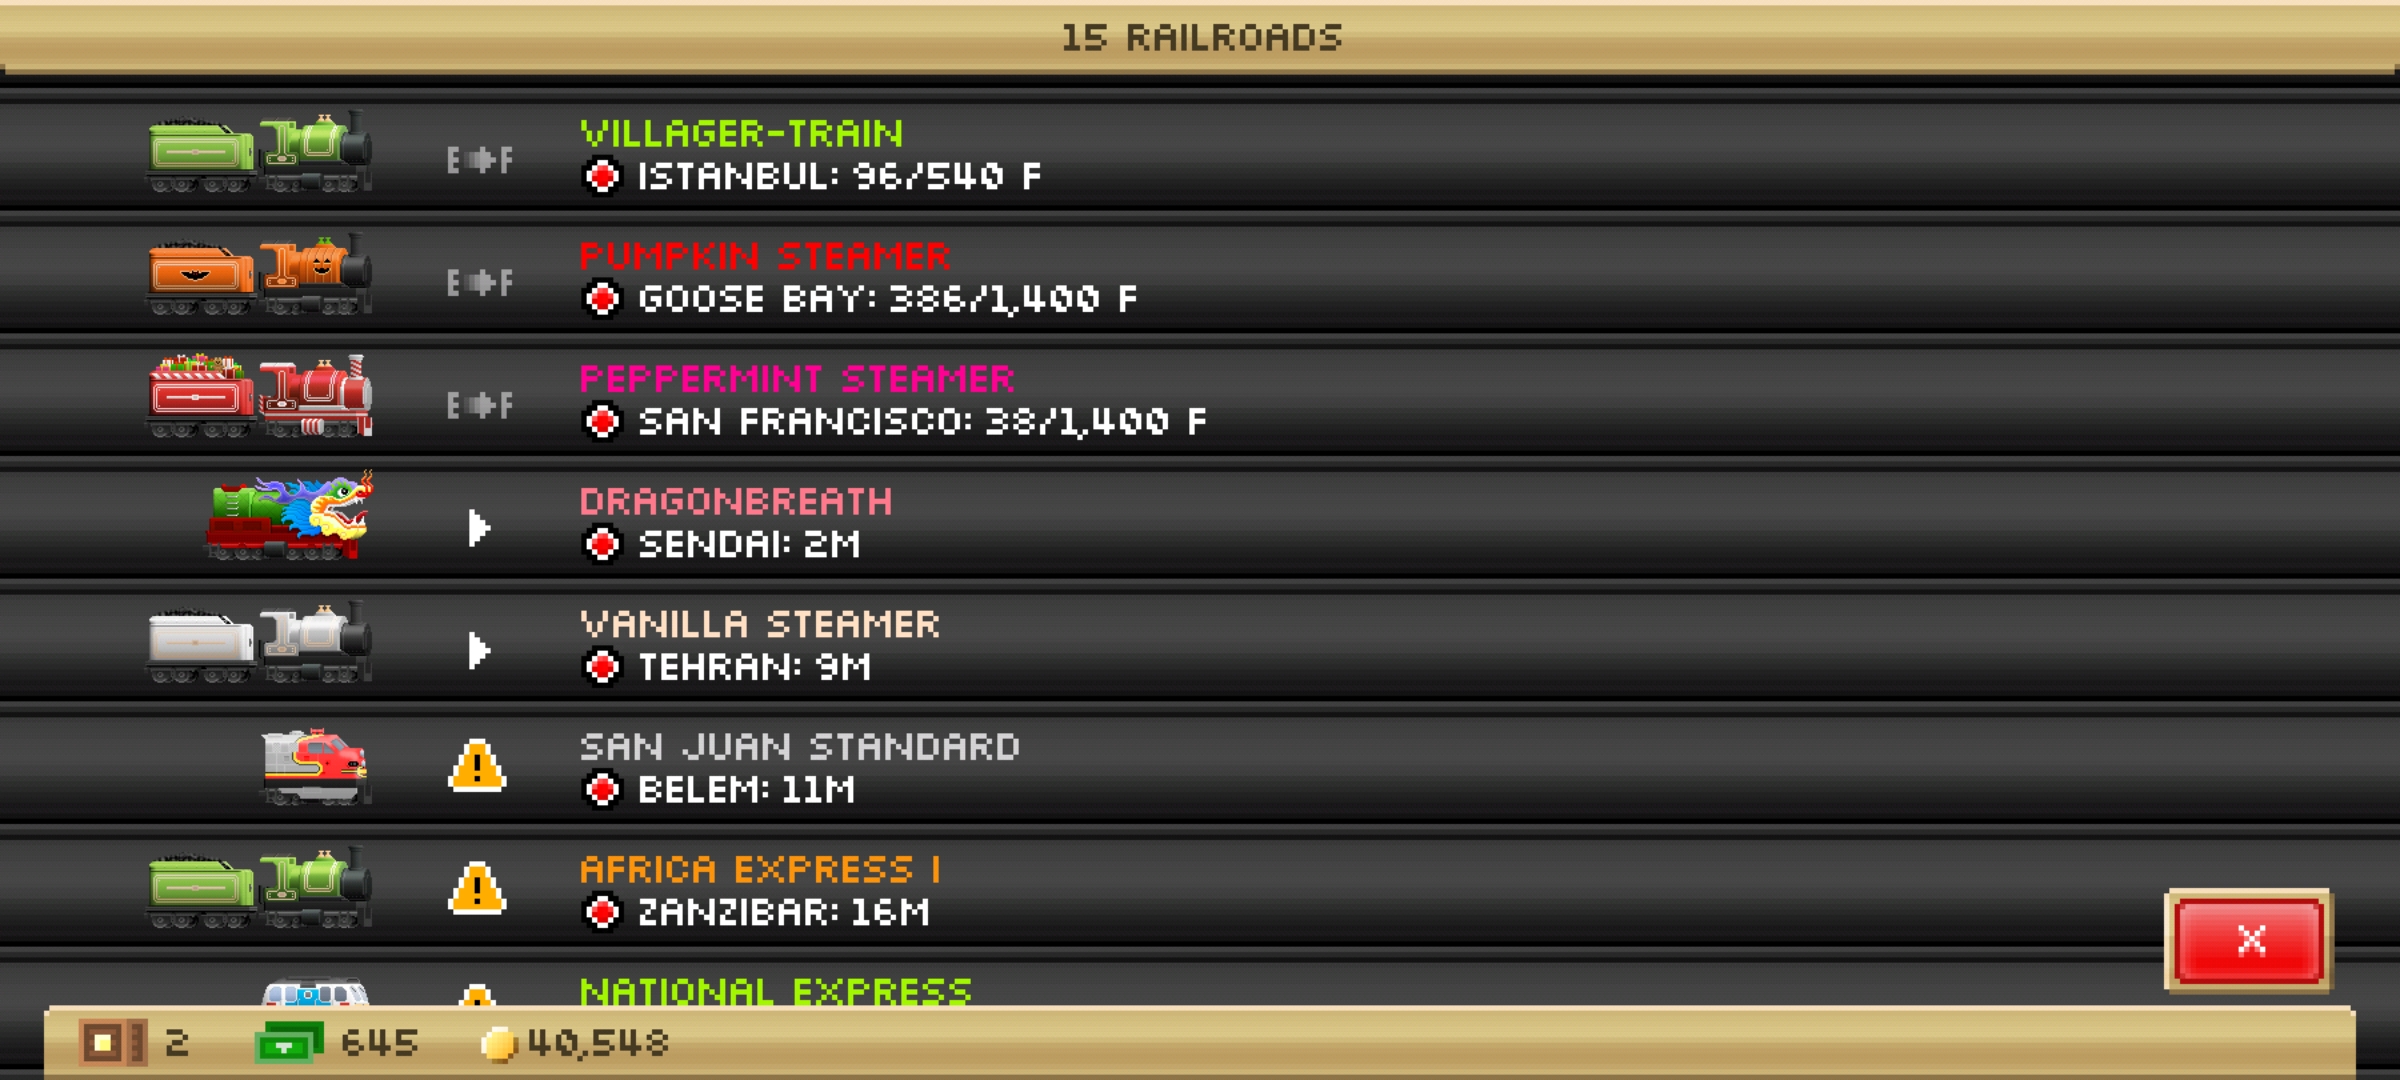 15 RAILROADS
E F
VILLAGER-TRAIN
ISTANBUL: 96/540 F
E F
PUMPKIN STEAMER
GOOSE BAY: 386/1,400 F
E F
PEPPERMINT STEAMER
SAN FRANCISCO: 38/1,400 F
DRAGONBREATH
SENDAI: 2M
VANILLA STEAMER
TEHRAN: 9M
!
SAN JUAN STANDARD
BELEM: 11M
!
AFRICA EXPRESS I
ZANZIBAR: 16M
NATIONAL EXPRESS
X
2 645 40,548